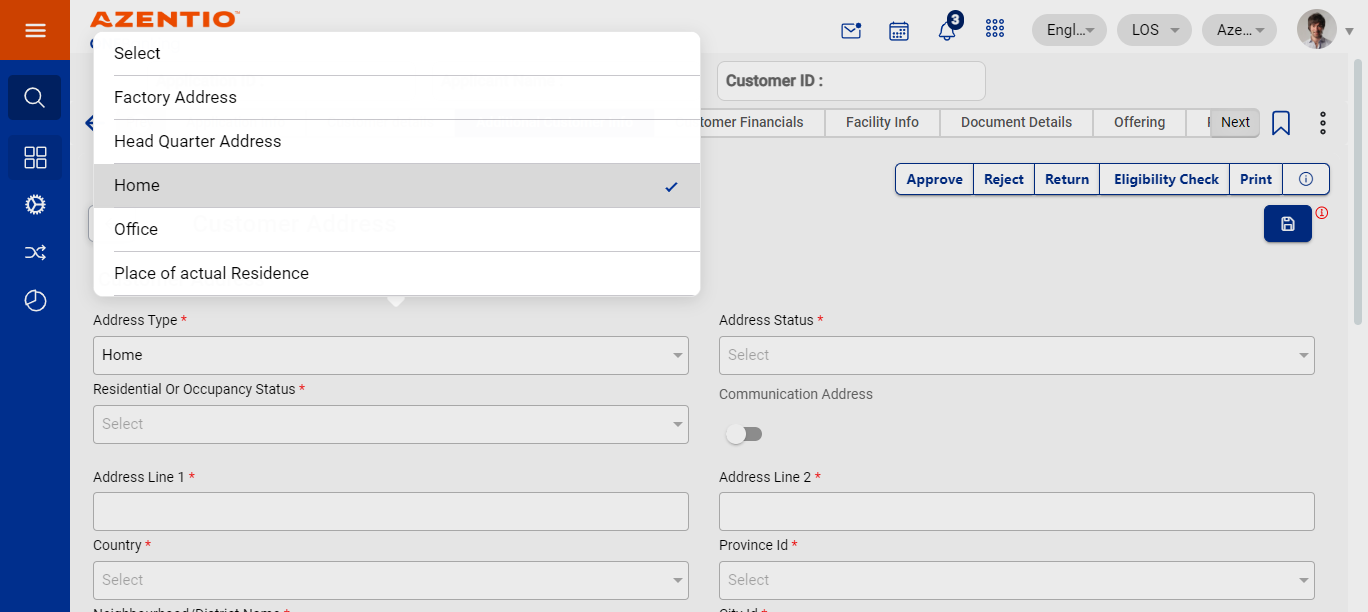 AZENTIO™
3
Engl...
LOS
Aze...
Select
Factory Address
Head Quarter Address
Home
Office
Place of actual Residence
Customer ID :
tomer Financials
Facility Info
Document Details
Offering
Next
Approve
Reject
Return
Eligibility Check
Print
Customer Address
Address Type *
Home
Address Status *
Select
Residential Or Occupancy Status *
Select
Communication Address
Address Line 1 *
Address Line 2 *
Country *
Select
Province Id *
Select
Neighbourhood/District Name *
City Id *